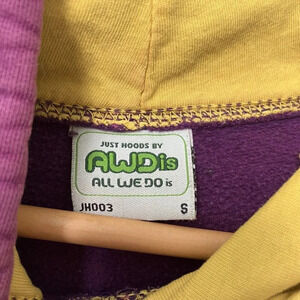 JUST HOODS BY
AWDis
ALL WE DO is
JH003 S